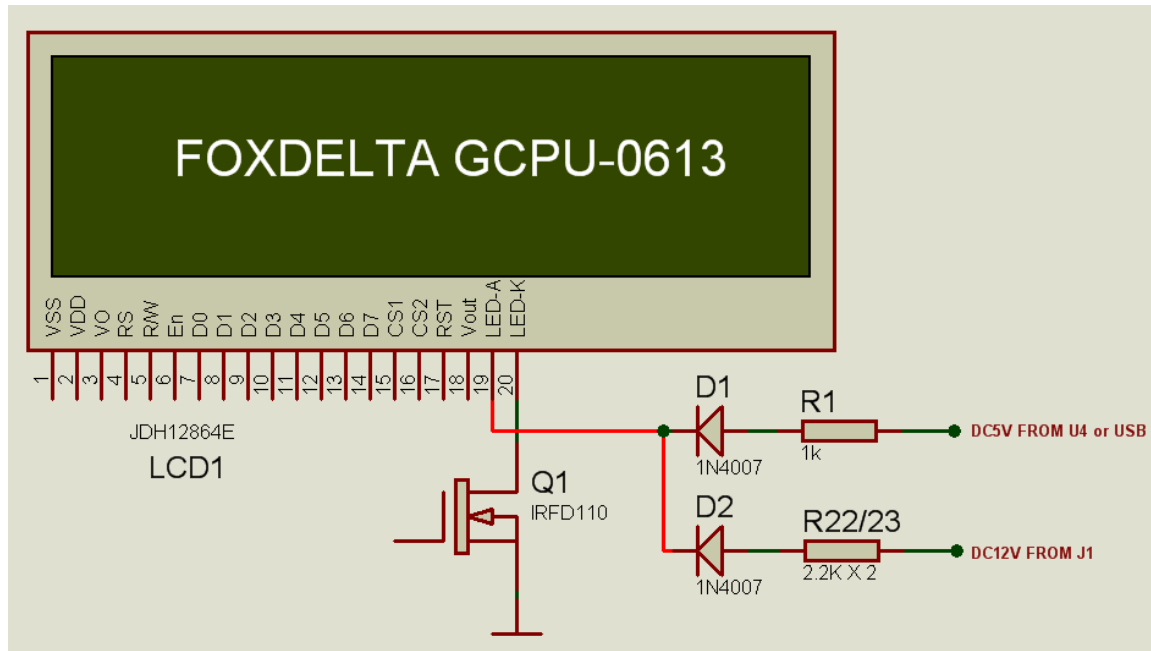 FOXDELTA GCPU-0613
VSS
VDD
VO
RS
R/W
En
D0
D1
D2
D3
D4
D5
D6
D7
CS1
CS2
RST
Vout
LED-A
LED-K
1
2
3
4
5
6
7
8
9
10
11
12
13
14
15
16
17
18
19
20
JDH12864E
LCD1
D1
1N4007
R1
1k
DC5V FROM U4 or USB
Q1
IRFD110
D2
1N4007
R22/23
2.2K X 2
DC12V FROM J1